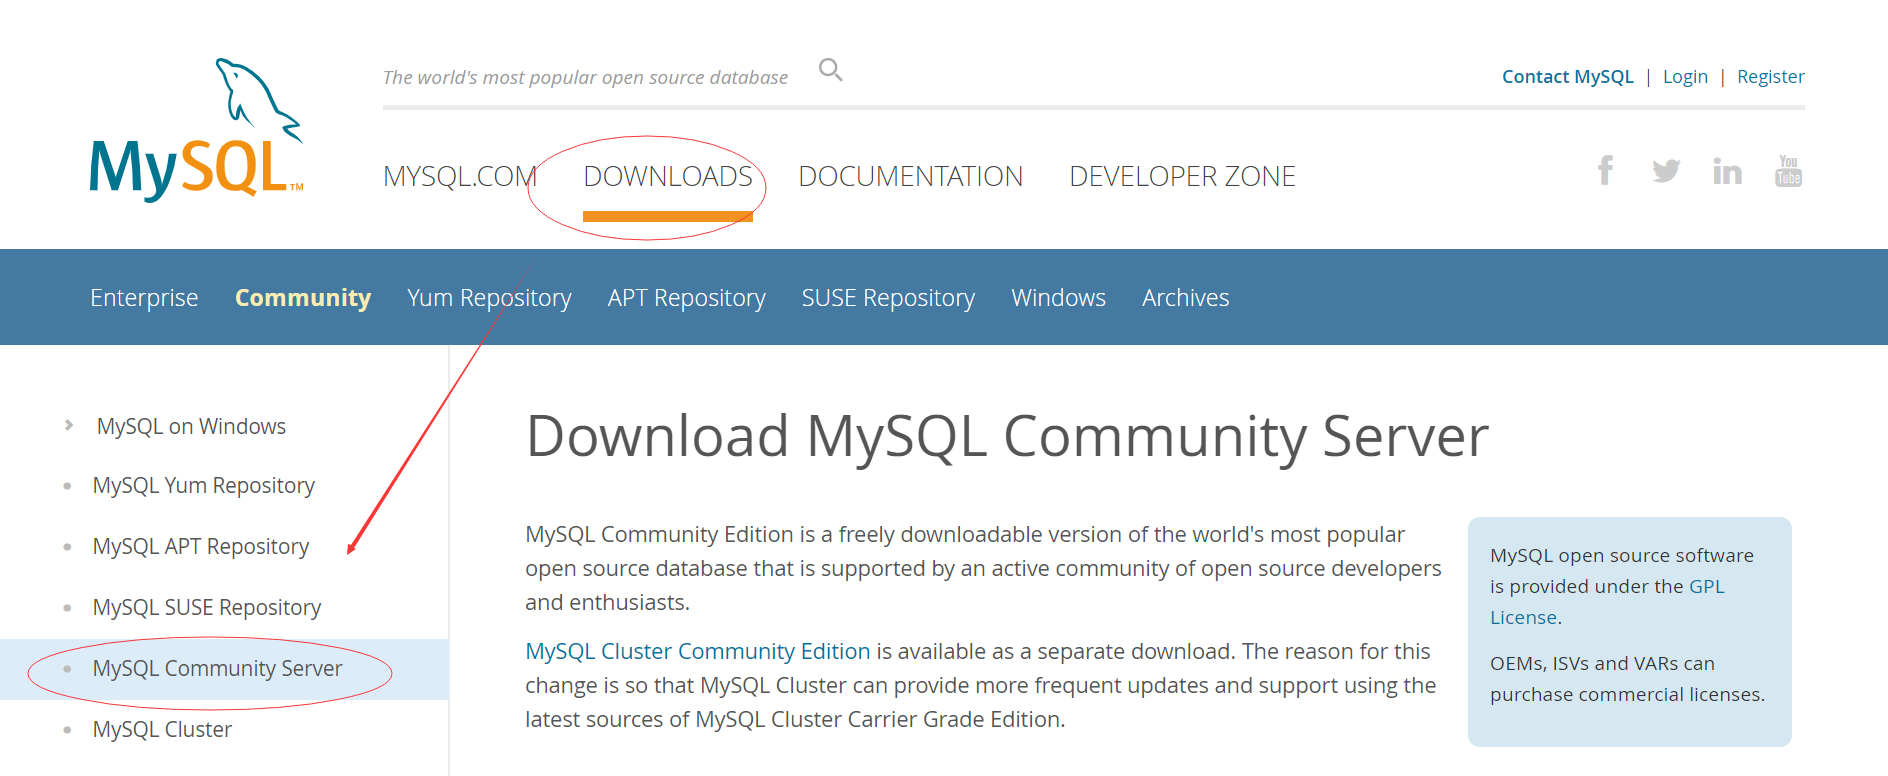 The world's most popular open source database
Contact MySQL | Login | Register
MySQL™
MYSQL.COM DOWNLOADS DOCUMENTATION DEVELOPER ZONE
You Tube
Enterprise Community Yum Repository APT Repository SUSE Repository Windows Archives
MySQL on Windows
MySQL Yum Repository
MySQL APT Repository
MySQL SUSE Repository
MySQL Community Server
MySQL Cluster
Download MySQL Community Server
MySQL Community Edition is a freely downloadable version of the world's most popular
open source database that is supported by an active community of open source developers
and enthusiasts.
MySQL Cluster Community Edition is available as a separate download. The reason for this
change is so that MySQL Cluster can provide more frequent updates and support using the
latest sources of MySQL Cluster Carrier Grade Edition.
MySQL open source software
is provided under the GPL
License.
OEMs, ISVs and VARs can
purchase commercial licenses.